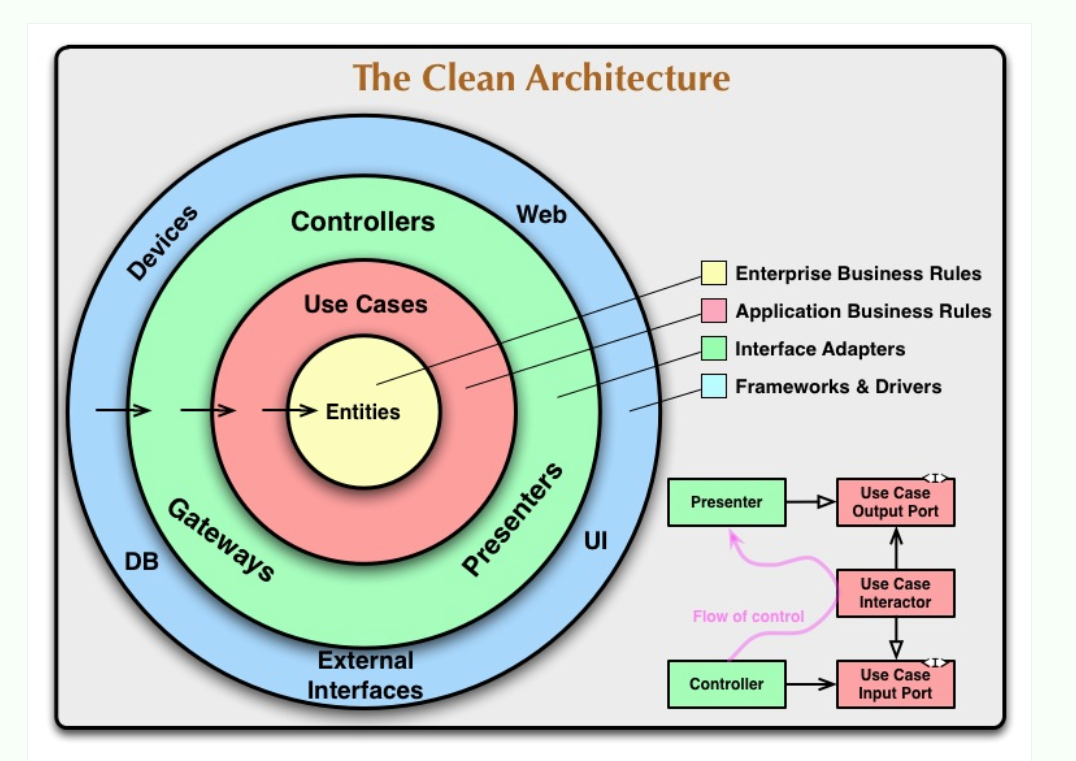 The Clean Architecture
Devices
Controllers
Web
Use Cases
Entities
Gateways
Presenters
DB
UI
External
Interfaces
Enterprise Business Rules
Application Business Rules
Interface Adapters
Frameworks & Drivers
Presenter
<I>
Use Case
Output Port
Use Case
Interactor
Flow of control
Controller
<I>
Use Case
Input Port